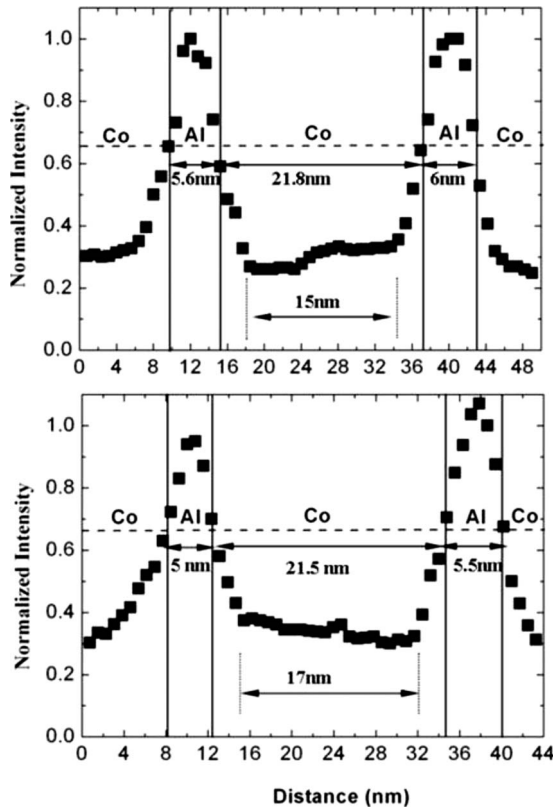 1.0
0.8
Co Al Co Al Co
0.6
5.6nm 21.8nm 6nm
0.4
0.2
15nm
0.0
0 4 8 12 16 20 24 28 32 36 40 44 48
Normalized Intensity
1.0
0.8
Co Al Co Al Co
0.6
5 nm 21.5 nm 5.5nm
0.4
0.2
17nm
0.0
0 4 8 12 16 20 24 28 32 36 40 44
Normalized Intensity
Distance (nm)